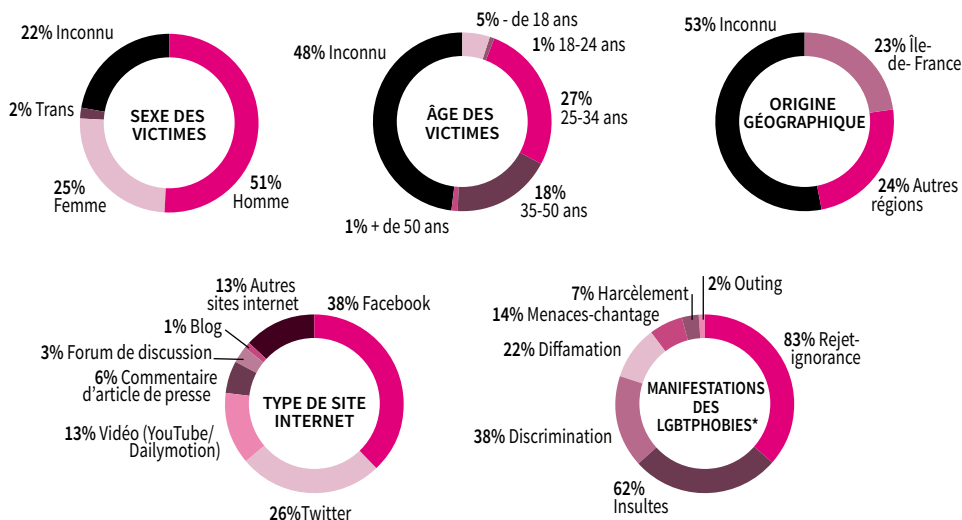 22% Inconnu
2% Trans
SEXE DES
VICTIMES
25%
Femme
51%
Homme
5% - de 18 ans
1% 18-24 ans
48% Inconnu
27%
25-34 ans
ÂGE DES
VICTIMES
18%
35-50 ans
1% + de 50 ans
53% Inconnu
23% Île-
de- France
ORIGINE
GÉOGRAPHIQUE
24% Autres
régions
13% Autres
sites internet
38% Facebook
1% Blog
3% Forum de discussion
6% Commentaire
d'article de presse
TYPE DE SITE
INTERNET
13% Vidéo (YouTube/
Dailymotion)
26%Twitter
2% Outing
7% Harcèlement
14% Menaces-chantage
83% Rejet-
ignorance
22% Diffamation
MANIFESTATIONS
DES
LGBTPHOBIES*
38% Discrimination
62%
Insultes